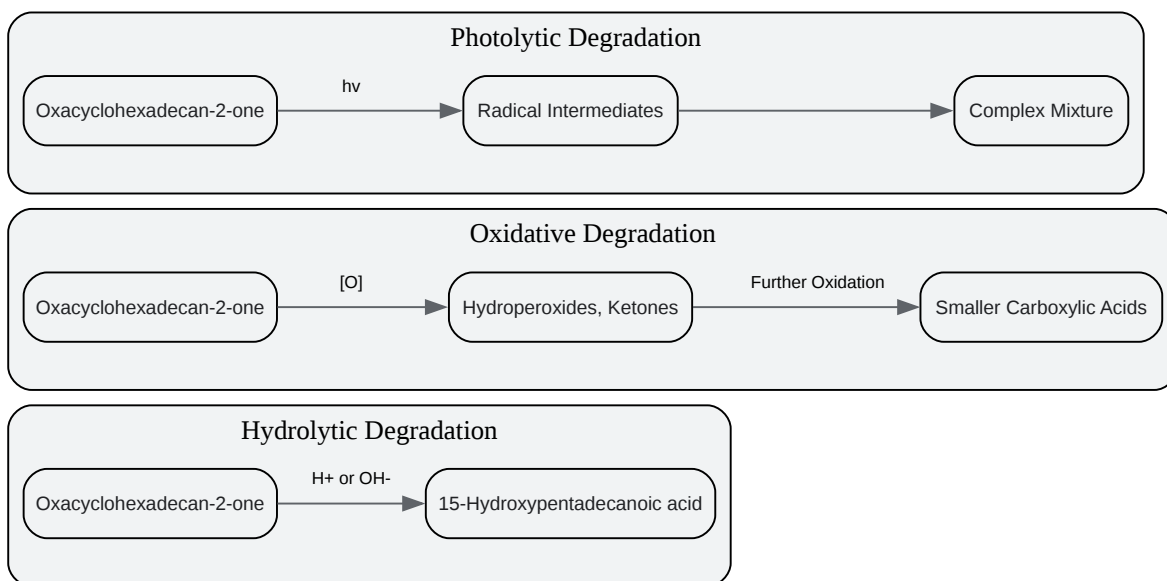 Photolytic Degradation
hv
Oxacyclohexadecan-2-one
Radical Intermediates
Complex Mixture
Oxidative Degradation
[O]
Further Oxidation
Oxacyclohexadecan-2-one
Hydroperoxides, Ketones
Smaller Carboxylic Acids
Hydrolytic Degradation
H+ or OH-
Oxacyclohexadecan-2-one
15-Hydroxypentadecanoic acid